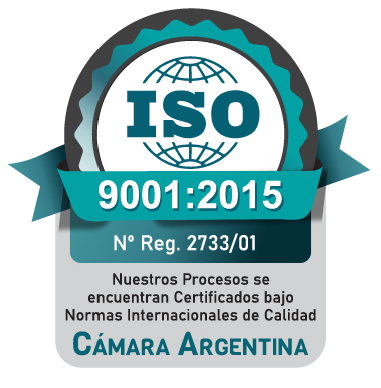 ISO
9001:2015
N° Reg. 2733/01
Nuestros Procesos se
encuentran Certificados bajo
Normas Internacionales de Calidad
CÁMARA ARGENTINA